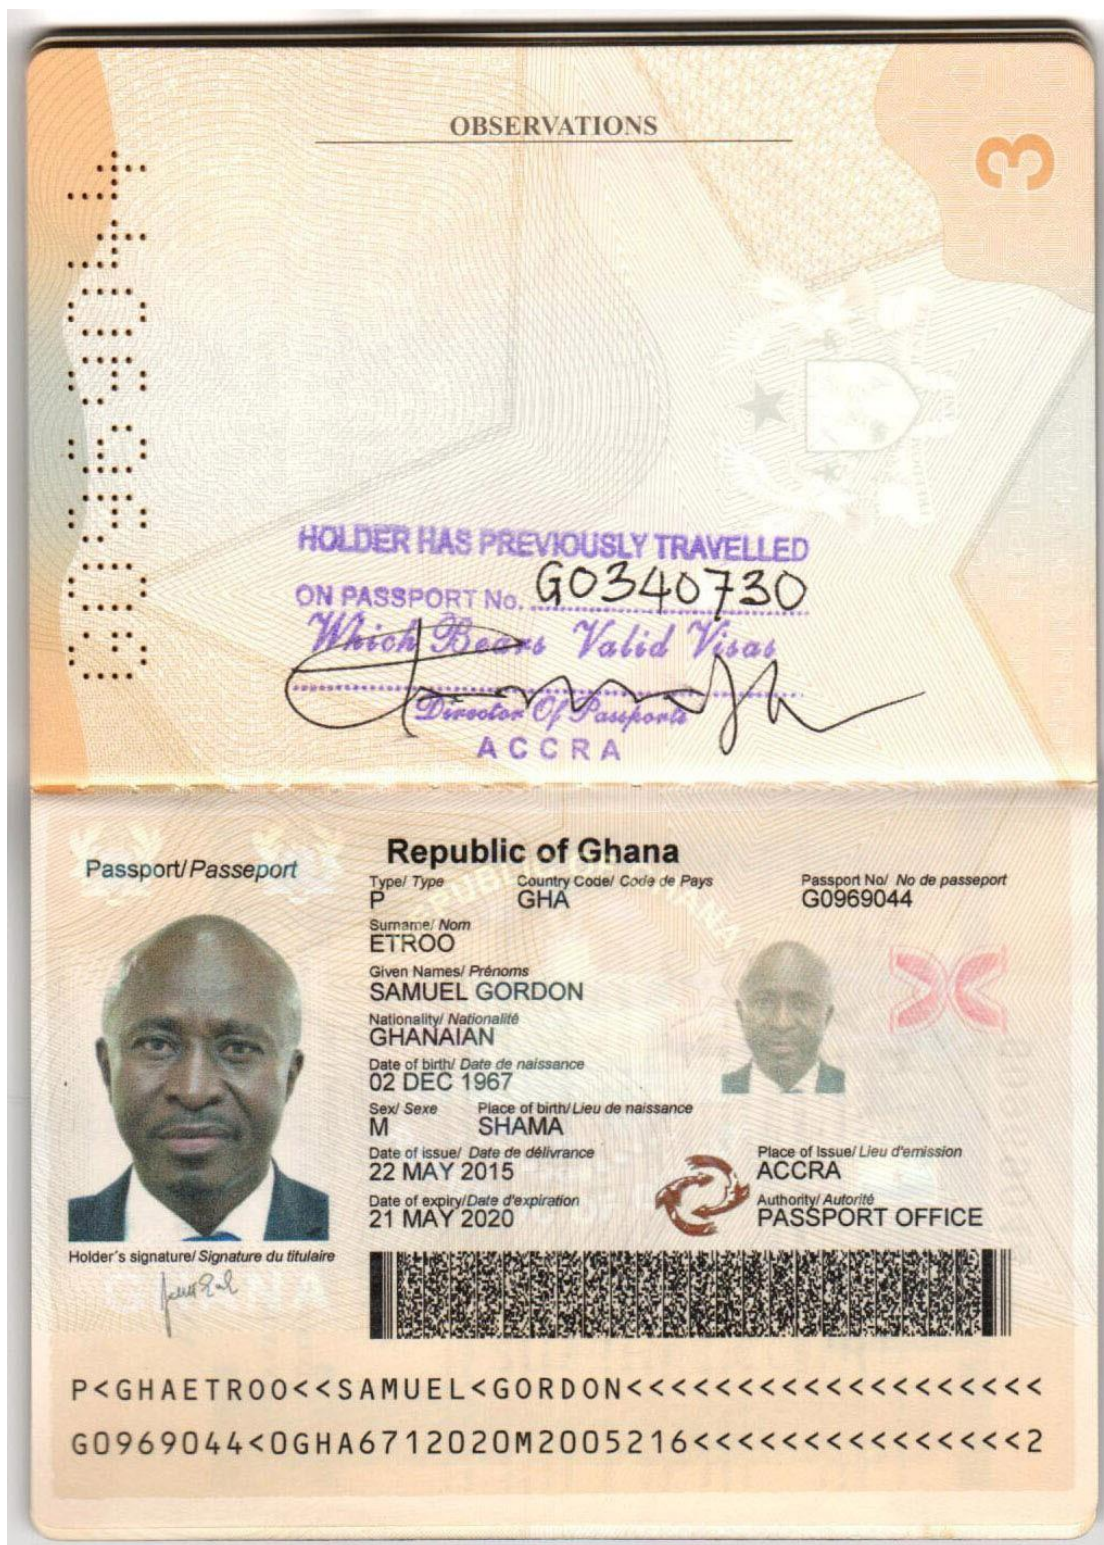 OBSERVATIONS
3
G0969044
HOLDER HAS PREVIOUSLY TRAVELLED
ON PASSPORT No. G0340730
Which Bears Valid Visas
Director Of Passports
ACCRA
Passport/Passeport
Republic of Ghana
Type/ Type Country Code/ Code de Pays Passport No/ No de passeport
P GHA G0969044
Surname/ Nom
ETROO
Given Names/ Prénoms
SAMUEL GORDON
Nationality/ Nationalité
GHANAIAN
Date of birth/ Date de naissance
02 DEC 1967
Sex/ Sexe Place of birth/Lieu de naissance
M SHAMA
Date of issue/ Date de délivrance
22 MAY 2015
Date of expiry/Date d'expiration
21 MAY 2020
Place of Issue/ Lieu d'emission
ACCRA
Authority/ Autorité
PASSPORT OFFICE
Holder's signature/ Signature du titulaire
P<GHAETROO<<SAMUEL<GORDON<<<<<<<<<<<<<<<<<<<
G0969044<0GHA6712020M2005216<<<<<<<<<<<<<<<2